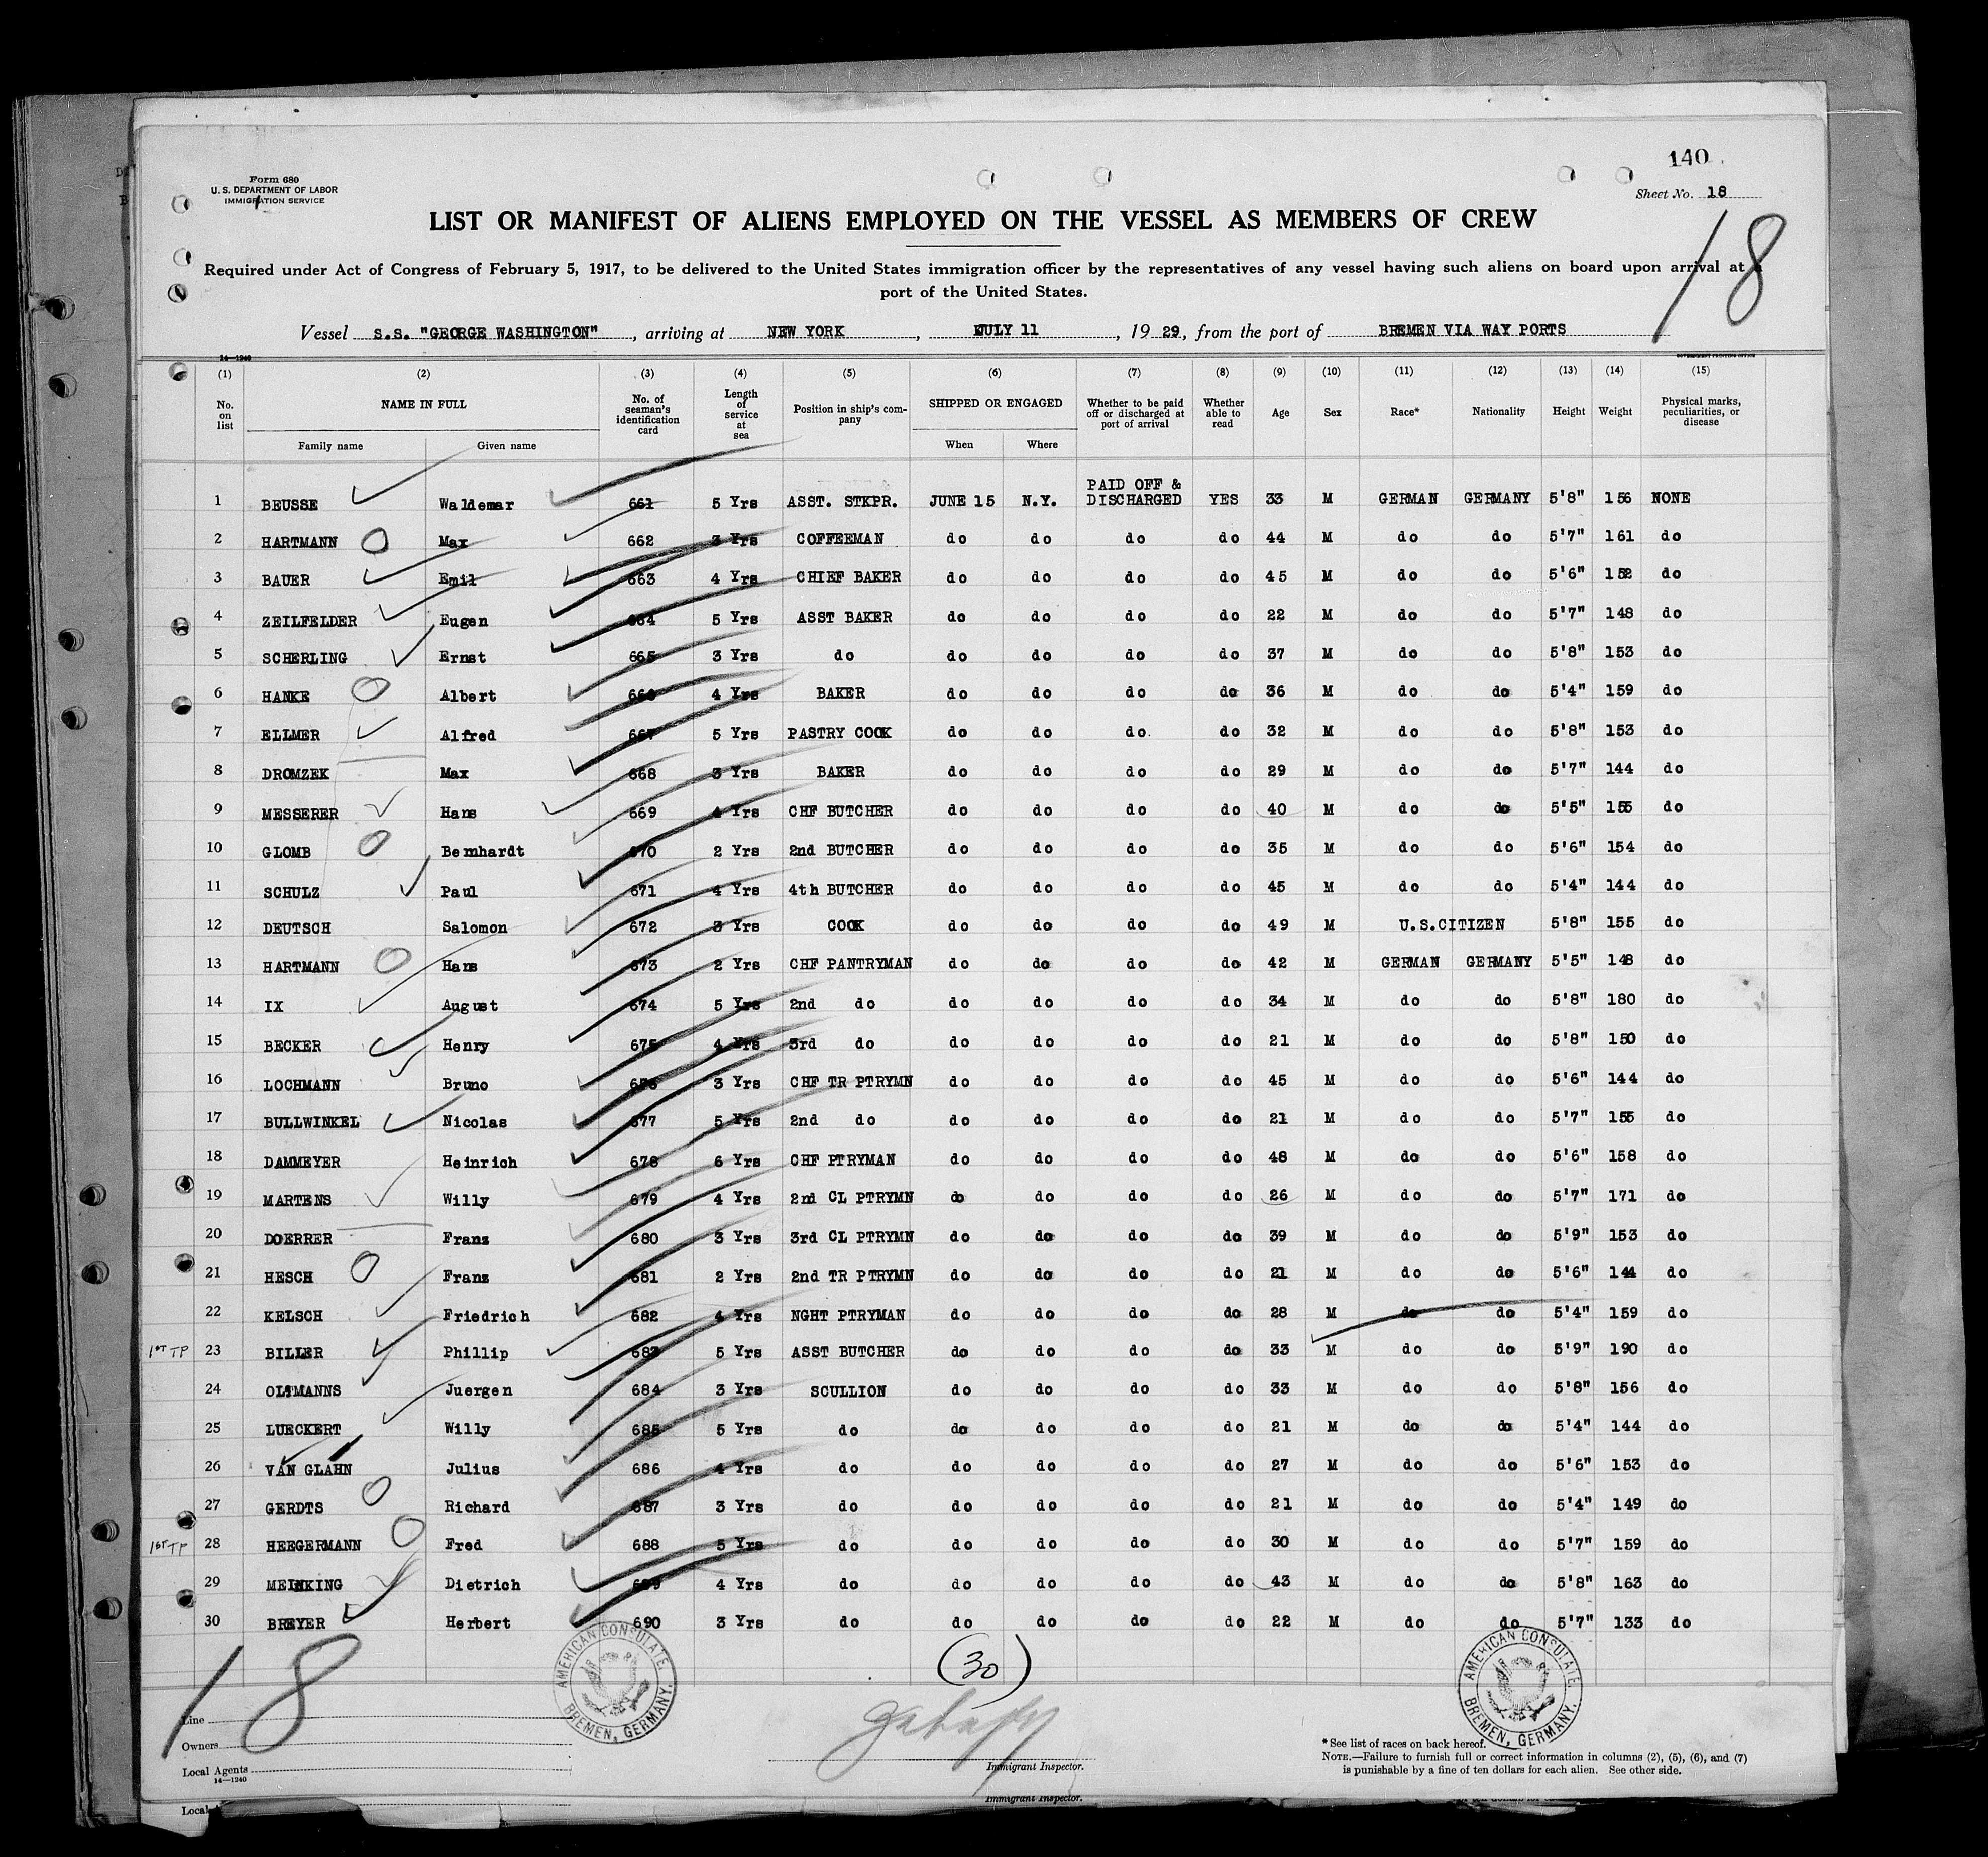 140
Form 680
U. S. DEPARTMENT OF LABOR
IMMIGRATION SERVICE
Sheet No. 18
18
LIST OR MANIFEST OF ALIENS EMPLOYED ON THE VESSEL AS MEMBERS OF CREW
Required under Act of Congress of February 5, 1917, to be delivered to the United States immigration officer by the representatives of any vessel having such aliens on board upon arrival at a
port of the United States.
Vessel S.S. "GEORGE WASHINGTON", arriving at NEW YORK, JULY 11, 1929, from the port of BREMEN VIA WAY PORTS
14—1240 GOVERNMENT PRINTING OFFICE
(1) (2) (3) (4) (5) (6) (7) (8) (9) (10) (11) (12) (13) (14) (15)
No. on list NAME IN FULL Family name Given name No. of seaman's identification card Length of service at sea Position in ship's company SHIPPED OR ENGAGED When Where Whether to be paid off or discharged at port of arrival Whether able to read Age Sex Race* Nationality Height Weight Physical marks, peculiarities, or disease
1 BEUSSE Waldemar 661 5 Yrs ASST. STKPR. JUNE 15 N.Y. PAID OFF & DISCHARGED YES 33 M GERMAN GERMANY 5'8" 156 NONE
2 HARTMANN Max 662 3 Yrs COFFEEMAN do do do do 44 M do do 5'7" 161 do
3 BAUER Emil 663 4 Yrs CHIEF BAKER do do do do 45 M do do 5'6" 152 do
4 ZEILFELDER Eugen 664 5 Yrs ASST BAKER do do do do 22 M do do 5'7" 148 do
5 SCHERLING Ernst 665 3 Yrs do do do do do 37 M do do 5'8" 153 do
6 HANKE Albert 666 4 Yrs BAKER do do do do 36 M do do 5'4" 159 do
7 ELLMER Alfred 667 5 Yrs PASTRY COOK do do do do 32 M do do 5'8" 153 do
8 DROMZEK Max 668 3 Yrs BAKER do do do do 29 M do do 5'7" 144 do
9 MESSERER Hans 669 4 Yrs CHF BUTCHER do do do do 40 M do do 5'5" 155 do
10 GLOMB Bernhardt 670 2 Yrs 2nd BUTCHER do do do do 35 M do do 5'6" 154 do
11 SCHULZ Paul 671 4 Yrs 4th BUTCHER do do do do 45 M do do 5'4" 144 do
12 DEUTSCH Salomon 672 3 Yrs COOK do do do do 49 M U.S.CITIZEN 5'8" 155 do
13 HARTMANN Hans 673 2 Yrs CHF PANTRYMAN do do do do 42 M GERMAN GERMANY 5'5" 148 do
14 IX August 674 5 Yrs 2nd do do do do do 34 M do do 5'8" 180 do
15 BECKER Henry 675 4 Yrs 3rd do do do do do 21 M do do 5'8" 150 do
16 LOCHMANN Bruno 676 3 Yrs CHF TR PTRYMN do do do do 45 M do do 5'6" 144 do
17 BULLWINKEL Nicolas 677 5 Yrs 2nd do do do do do 21 M do do 5'7" 155 do
18 DAMMEYER Heinrich 678 6 Yrs CHF PTRYMAN do do do do 48 M do do 5'6" 158 do
19 MARTENS Willy 679 4 Yrs 2nd CL PTRYMN do do do do 26 M do do 5'7" 171 do
20 DOERRER Franz 680 3 Yrs 3rd CL PTRYMN do do do do 39 M do do 5'9" 153 do
21 HESCH Franz 681 2 Yrs 2nd TR PTRYMN do do do do 21 M do do 5'6" 144 do
22 KELSCH Friedrich 682 4 Yrs NGHT PTRYMAN do do do do 28 M do do 5'4" 159 do
1ST TP 23 BILLER Phillip 683 5 Yrs ASST BUTCHER do do do do 33 M do do 5'9" 190 do
24 OLTMANNS Juergen 684 3 Yrs SCULLION do do do do 33 M do do 5'8" 156 do
25 LUECKERT Willy 685 5 Yrs do do do do do 21 M do do 5'4" 144 do
26 VAN GLAHN Julius 686 4 Yrs do do do do do 27 M do do 5'6" 153 do
27 GERDTS Richard 687 3 Yrs do do do do do 21 M do do 5'4" 149 do
1ST TP 28 HEEGERMANN Fred 688 5 Yrs do do do do do 30 M do do 5'7" 159 do
29 MEINKING Dietrich 689 4 Yrs do do do do do 43 M do do 5'8" 163 do
30 BREYER Herbert 690 3 Yrs do do do do do 22 M do do 5'7" 133 do
AMERICAN CONSULATE. BREMEN, GERMANY.
(30)
AMERICAN CONSULATE. BREMEN, GERMANY.
18
Line
Owners
Local Agents
14—1240
Immigrant Inspector.
* See list of races on back hereof.
NOTE.—Failure to furnish full or correct information in columns (2), (5), (6), and (7)
is punishable by a fine of ten dollars for each alien. See other side.
Local
Immigrant Inspector.